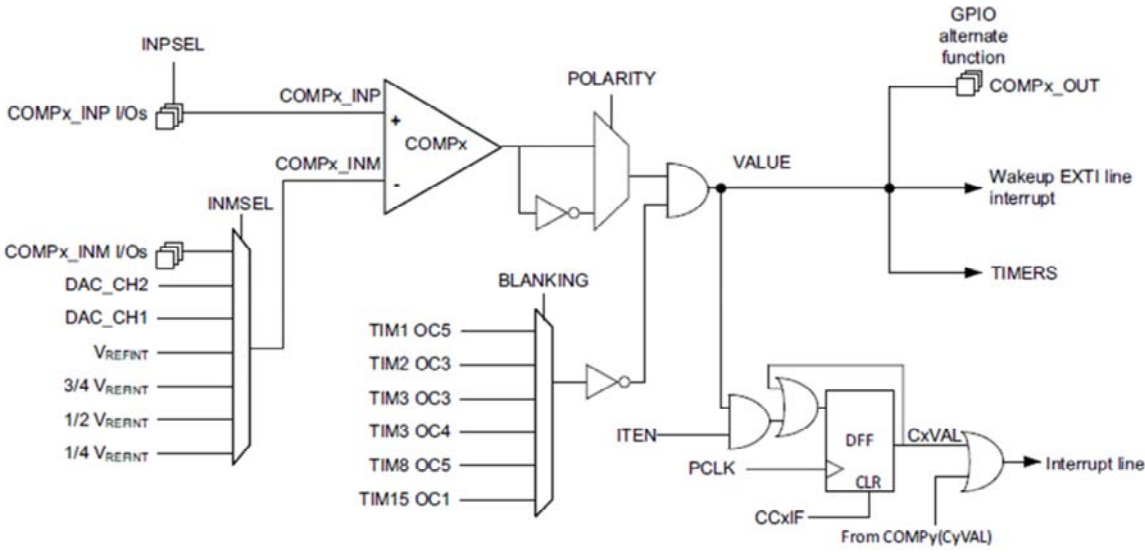 GPIO
alternate
function
INPSEL
COMPx_INP I/Os
COMPx_INP
+
COMPx
COMPx_INM
-
POLARITY
COMPx_OUT
VALUE
Wakeup EXTI line
interrupt
TIMERS
INMSEL
COMPx_INM I/Os
DAC_CH2
DAC_CH1
VREFINT
3/4 VREFINT
1/2 VREFINT
1/4 VREFINT
BLANKING
TIM1 OC5
TIM2 OC3
TIM3 OC3
TIM3 OC4
TIM8 OC5
TIM15 OC1
ITEN
PCLK
DFF
CLR
CCxIF
CxVAL
Interrupt line
From COMPy(CyVAL)